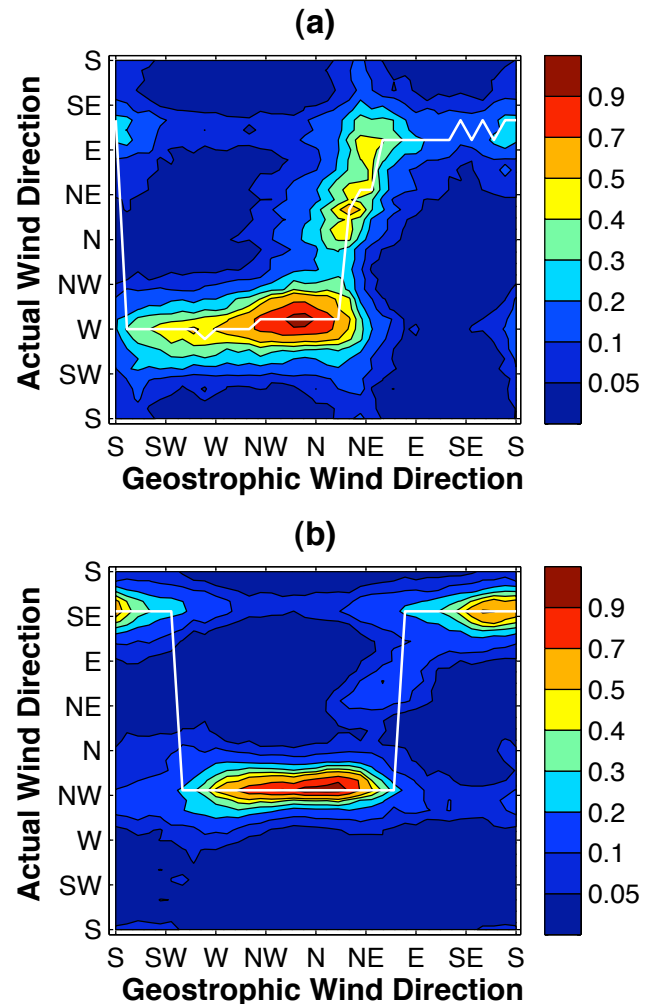 (a)
Actual Wind Direction
S
SE
E
NE
N
NW
W
SW
S
S SW W NW N NE E SE S
Geostrophic Wind Direction
0.9
0.7
0.5
0.4
0.3
0.2
0.1
0.05
(b)
Actual Wind Direction
S
SE
E
NE
N
NW
W
SW
S
S SW W NW N NE E SE S
Geostrophic Wind Direction
0.9
0.7
0.5
0.4
0.3
0.2
0.1
0.05